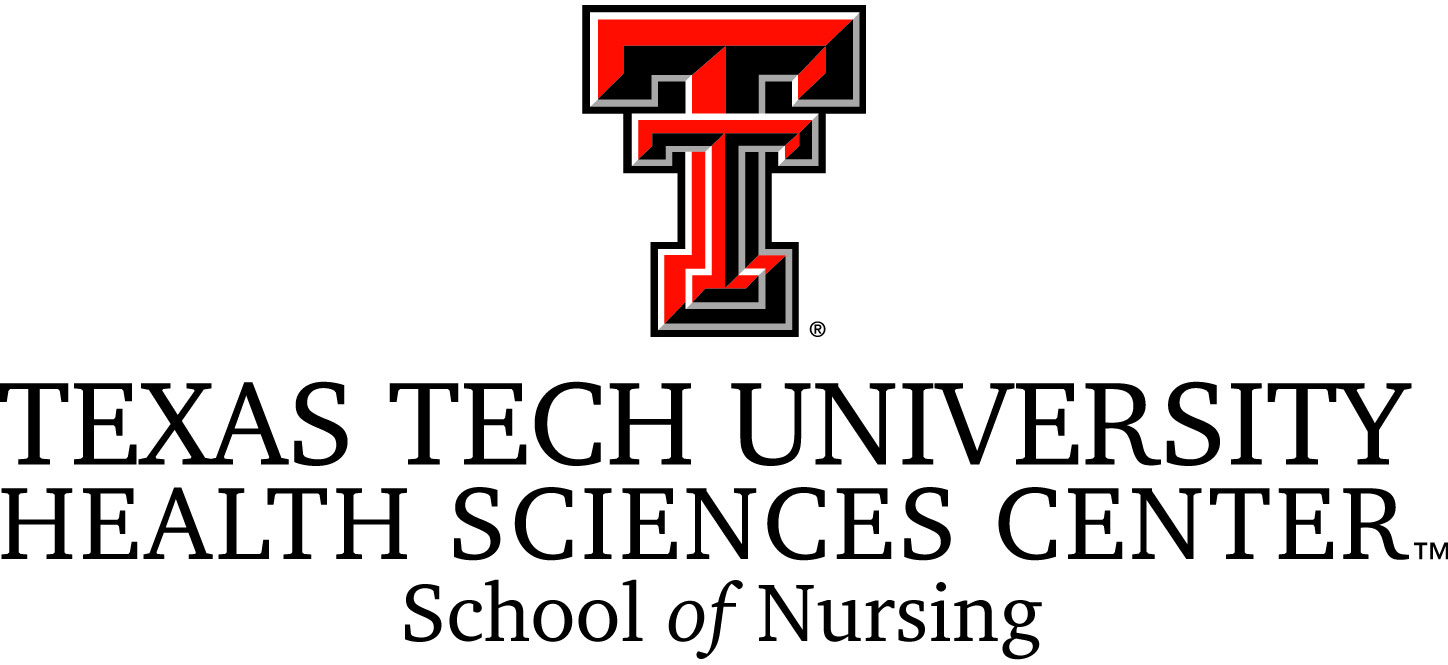 ®
TEXAS TECH UNIVERSITY
HEALTH SCIENCES CENTER™
School of Nursing